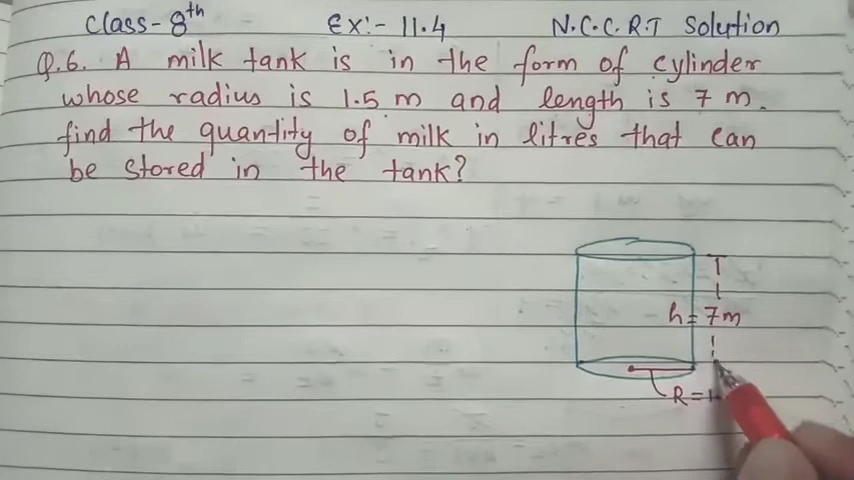 Class-8th Ex:- 11.4 N.C.C.R.T Solution
Q.6. A milk tank is in the form of cylinder
whose radius is 1.5 m and length is 7 m.
find the quantity of milk in litres that can
be stored in the tank?
h = 7m
R = 1